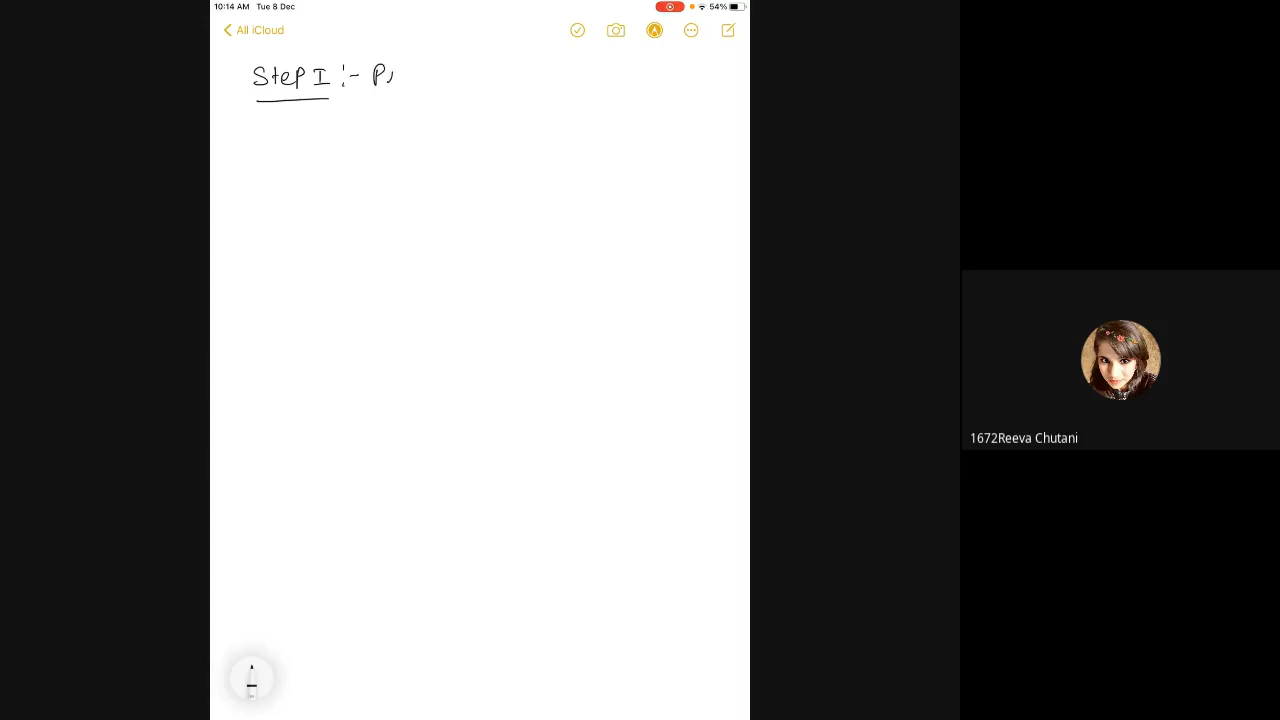 10:14 AM Tue 8 Dec 54%
All iCloud
Step I :- P
1672Reeva Chutani